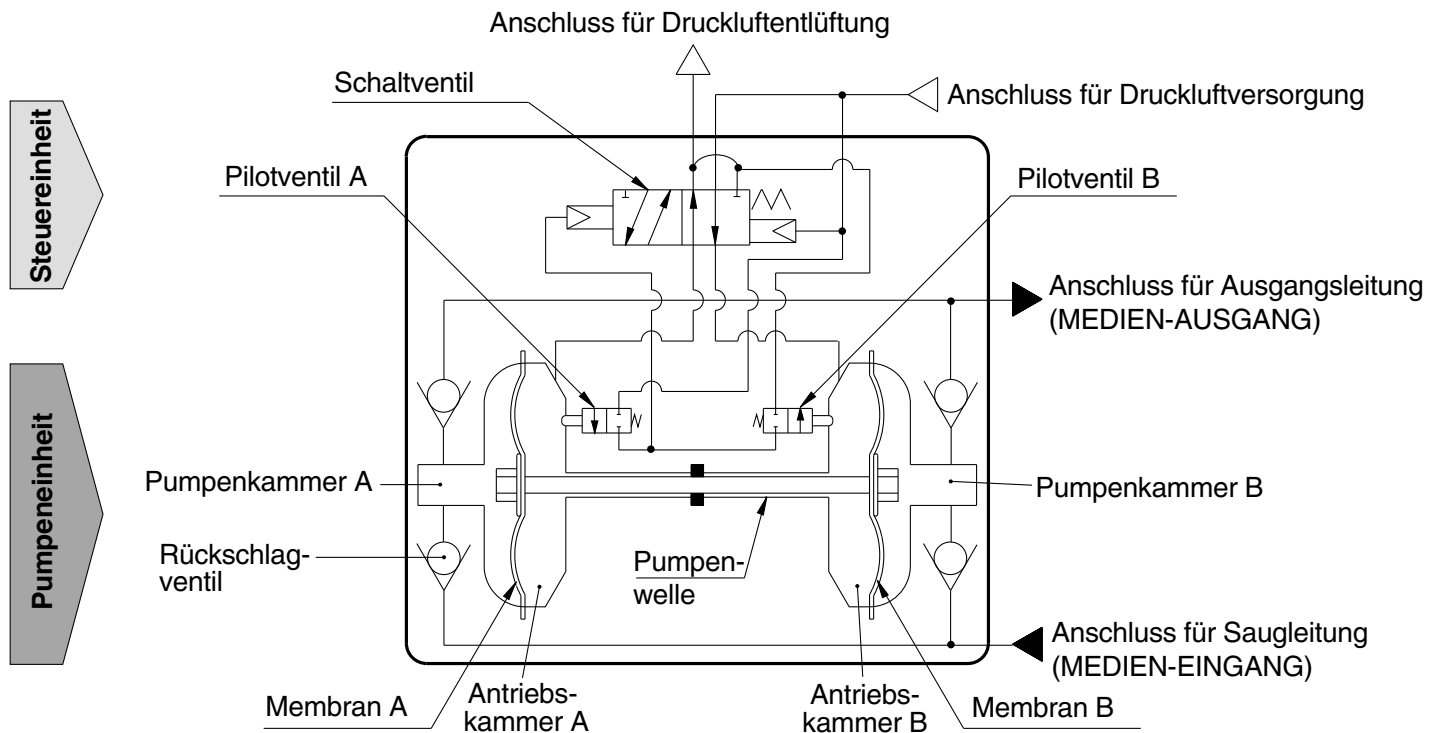 Anschluss für Druckluftentlüftung
Schaltventil
Anschluss für Druckluftversorgung
Steuereinheit
Pilotventil A
Pilotventil B
Anschluss für Ausgangsleitung
(MEDIEN-AUSGANG)
Pumpeneinheit
Pumpenkammer A
Pumpenkammer B
Rückschlag-
ventil
Pumpen-
welle
Anschluss für Saugleitung
(MEDIEN-EINGANG)
Membran A
Antriebs-
kammer A
Antriebs-
kammer B
Membran B